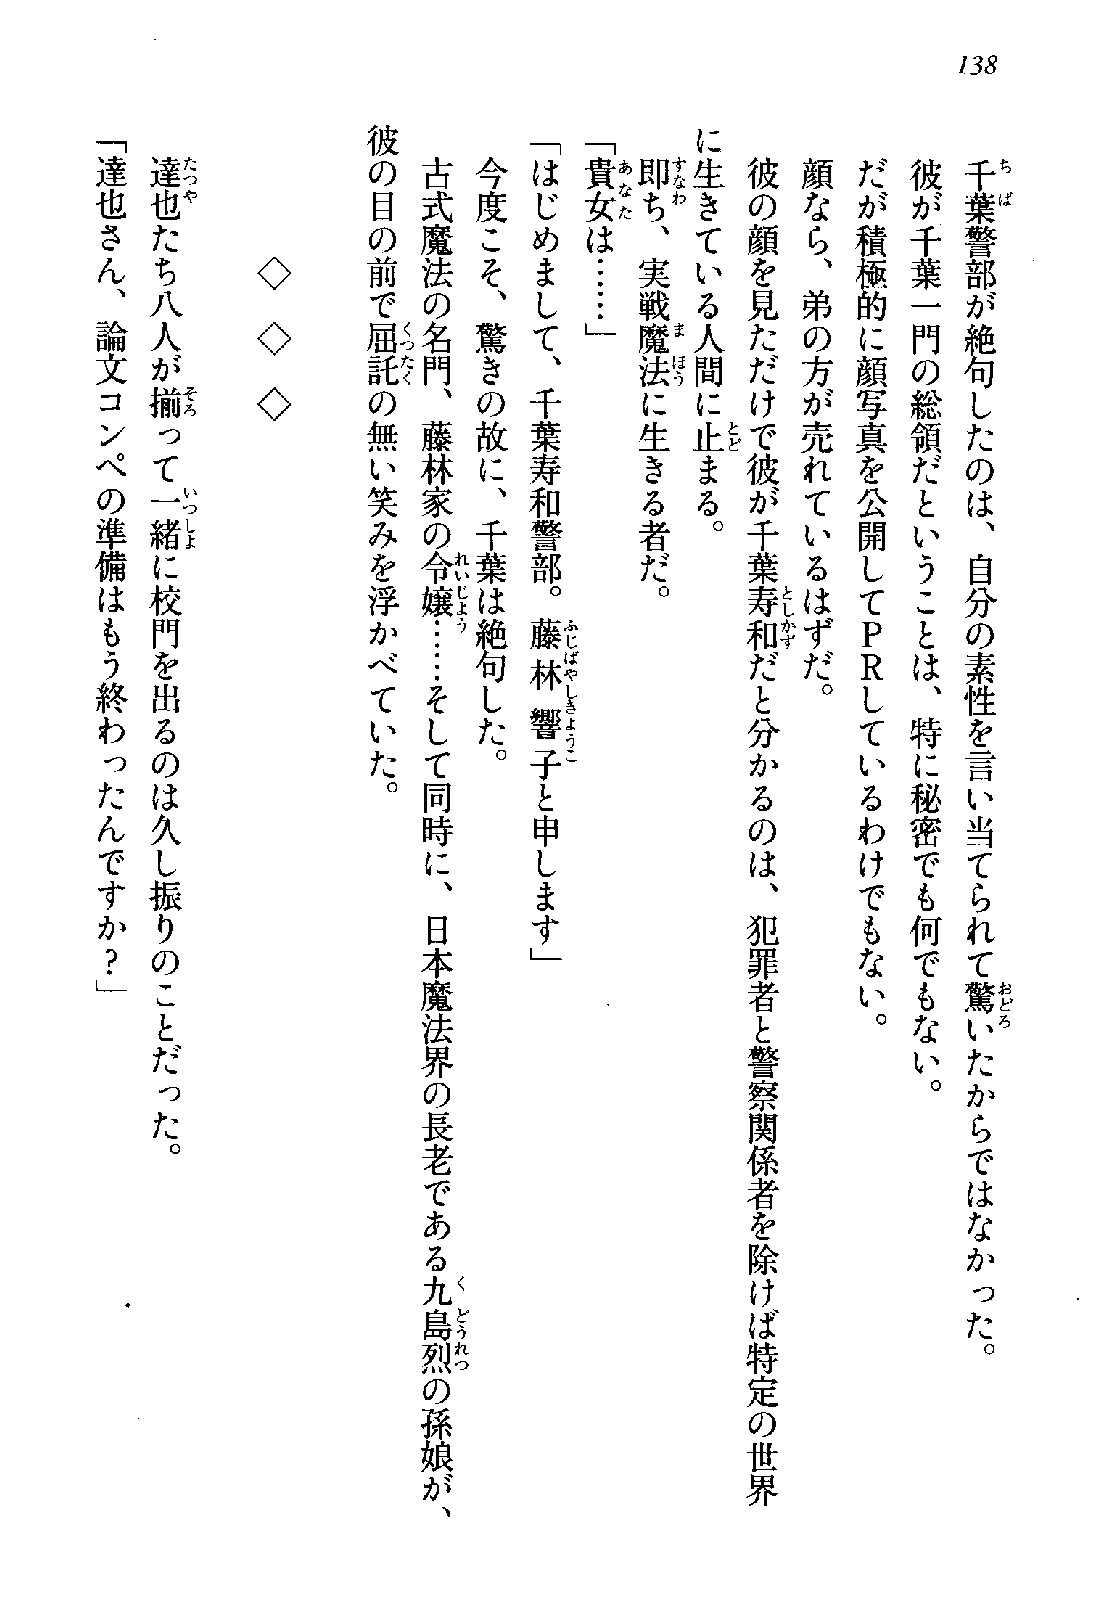 138
千葉警部が絶句したのは、自分の素性を言い当てられて驚いたからではなかった。
彼が千葉一門の総領だということは、特に秘密でも何でもない。
だが積極的に顔写真を公開してPRしているわけでもない。
顔なら、弟の方が売れているはずだ。
彼の顔を見ただけで彼が千葉寿和だと分かるのは、犯罪者と警察関係者を除けば特定の世界
に生きている人間に止まる。
即ち、実戦魔法に生きる者だ。
「貴女は……」
「はじめまして、千葉寿和警部。藤林響子と申します」
今度こそ、驚きの故に、千葉は絶句した。
古式魔法の名門、藤林家の令嬢……そして同時に、日本魔法界の長老である九島烈の孫娘が、
彼の目の前で屈託の無い笑みを浮かべていた。
◇ ◇ ◇
達也たち八人が揃って一緒に校門を出るのは久し振りのことだった。
「達也さん、論文コンペの準備はもう終わったんですか？」